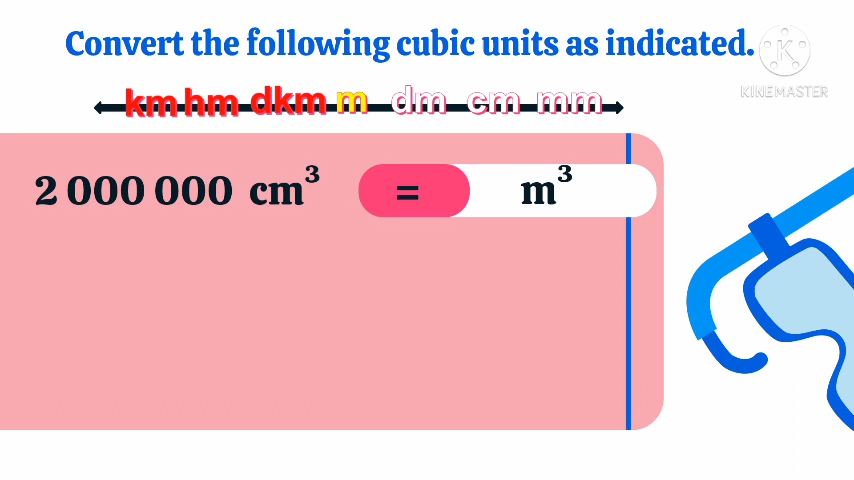 Convert the following cubic units as indicated.
K
KINEMASTER
km hm dkm m dm cm mm
2 000 000 cm³ = m³